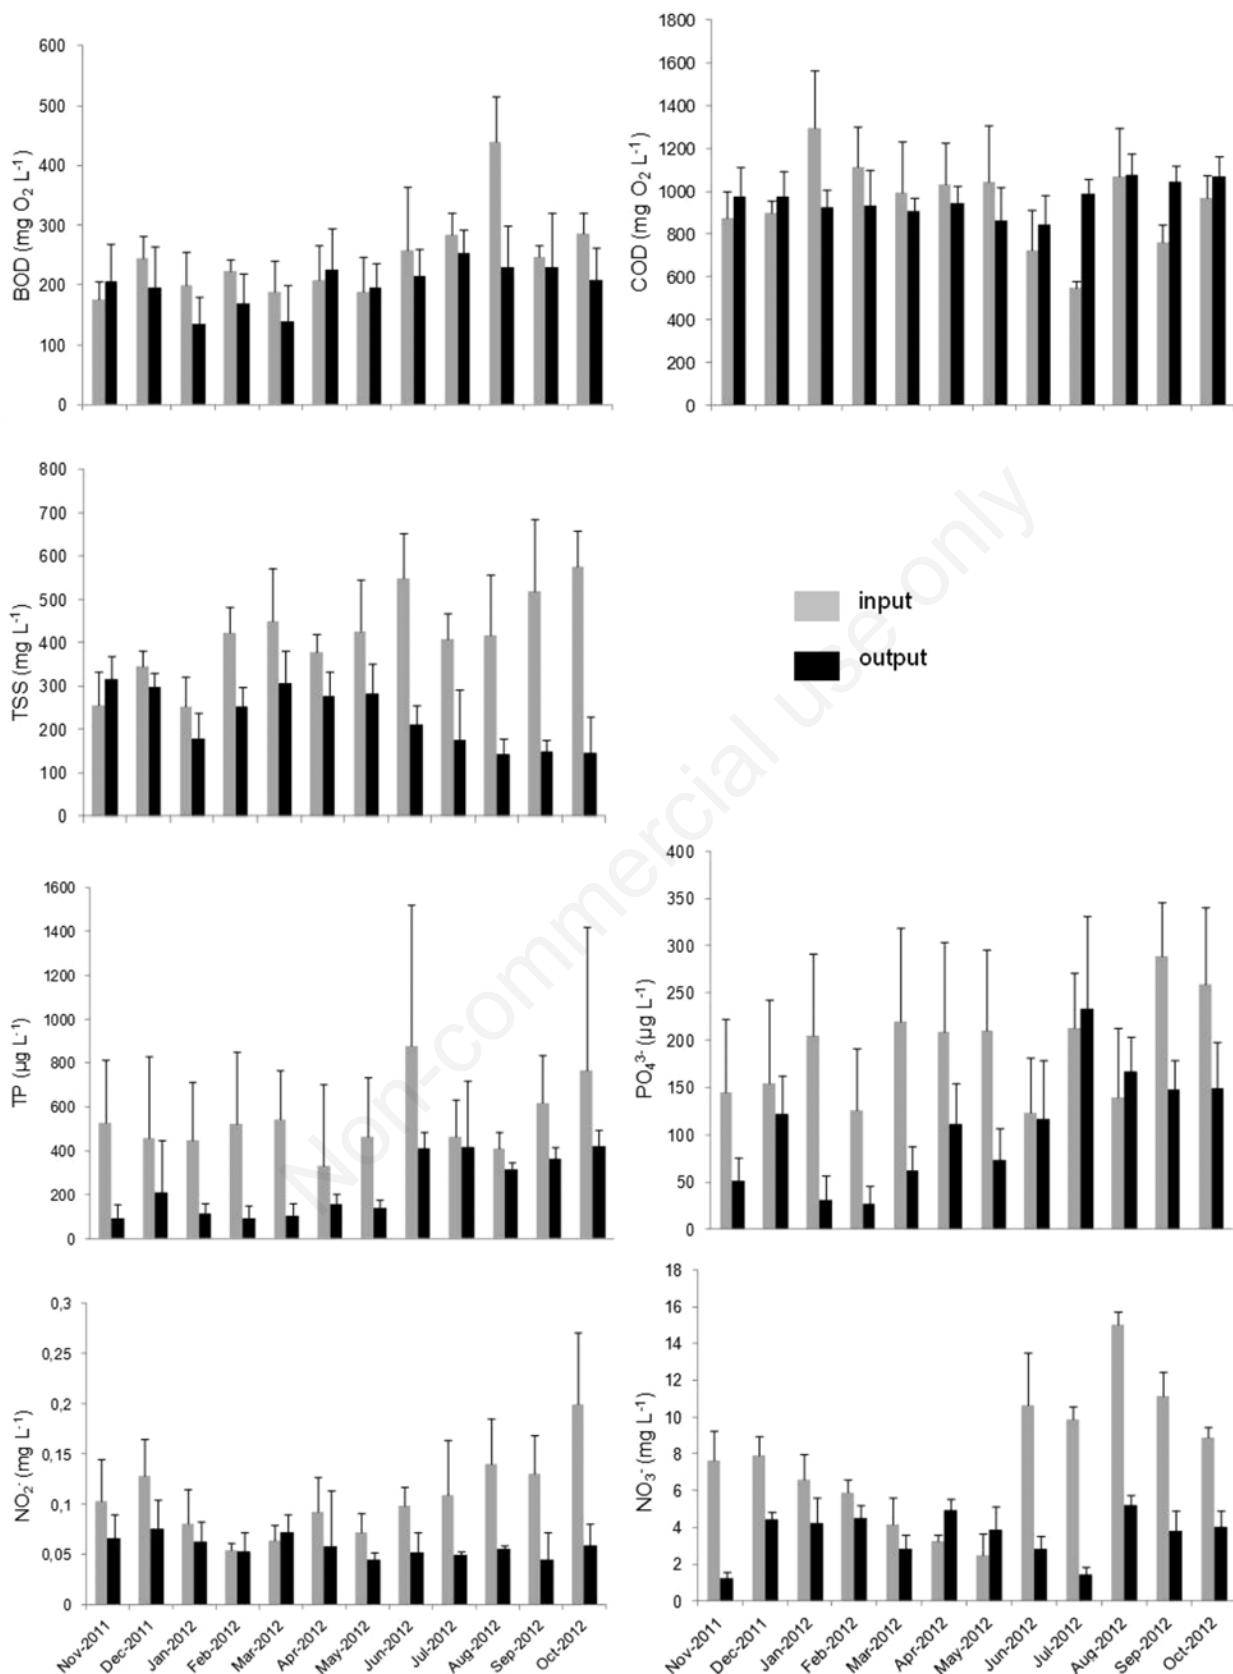 600
500
400
300
200
100
0
BOD (mg O₂ L⁻¹)
1800
1600
1400
1200
1000
800
600
400
200
0
COD (mg O₂ L⁻¹)
800
700
600
500
400
300
200
100
0
TSS (mg L⁻¹)
input
output
1600
1400
1200
1000
800
600
400
200
0
TP (µg L⁻¹)
400
350
300
250
200
150
100
50
0
PO₄³⁻ (µg L⁻¹)
0,3
0,25
0,2
0,15
0,1
0,05
0
NO₂⁻ (mg L⁻¹)
Nov-2011
Dec-2011
Jan-2012
Feb-2012
Mar-2012
Apr-2012
May-2012
Jun-2012
Jul-2012
Aug-2012
Sep-2012
Oct-2012
18
16
14
12
10
8
6
4
2
0
NO₃⁻ (mg L⁻¹)
Nov-2011
Dec-2011
Jan-2012
Feb-2012
Mar-2012
Apr-2012
May-2012
Jun-2012
Jul-2012
Aug-2012
Sep-2012
Oct-2012
Non-commercial use only